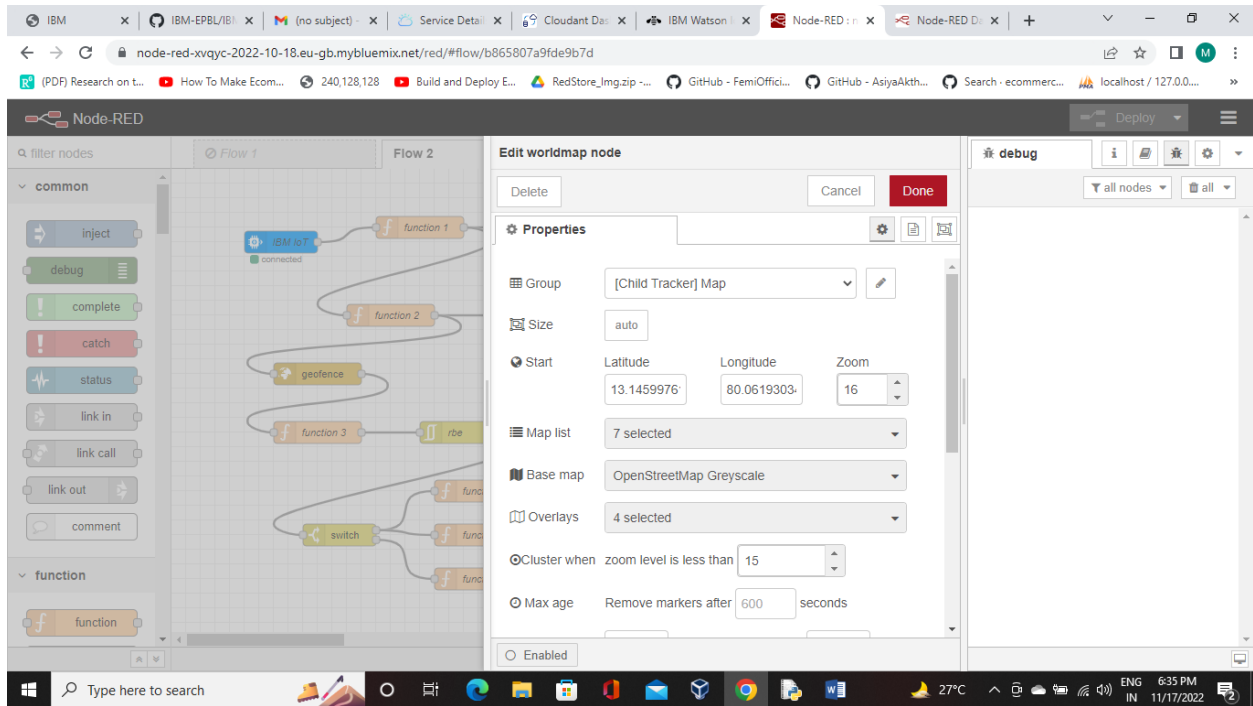 IBM
IBM-EPBL/IBM
(no subject) -
Service Detail
Cloudant Das
IBM Watson I
Node-RED : n
Node-RED Da
node-red-xvqyc-2022-10-18.eu-gb.mybluemix.net/red/#flow/b865807a9fde9b7d
M
(PDF) Research on t...
How To Make Ecom...
240,128,128
Build and Deploy E...
RedStore_Img.zip -...
GitHub - FemiOffici...
GitHub - AsiyaAkth...
Search · ecommerc...
localhost / 127.0.0....
»
Node-RED
Deploy
filter nodes
Flow 1
Flow 2
Edit worldmap node
debug
i
common
Delete
Cancel
Done
all nodes
all
inject
function 1
Properties
IBM IoT
connected
debug
Group
[Child Tracker] Map
complete
function 2
Size
auto
catch
Start
Latitude
Longitude
Zoom
status
geofence
13.1459976
80.0619303
16
link in
function 3
rbe
Map list
7 selected
link call
Base map
OpenStreetMap Greyscale
link out
func
Overlays
4 selected
comment
switch
func
Cluster when
zoom level is less than
15
function
func
Max age
Remove markers after
600
seconds
function
Enabled
Type here to search
27°C
ENG
IN
6:35 PM
11/17/2022
2